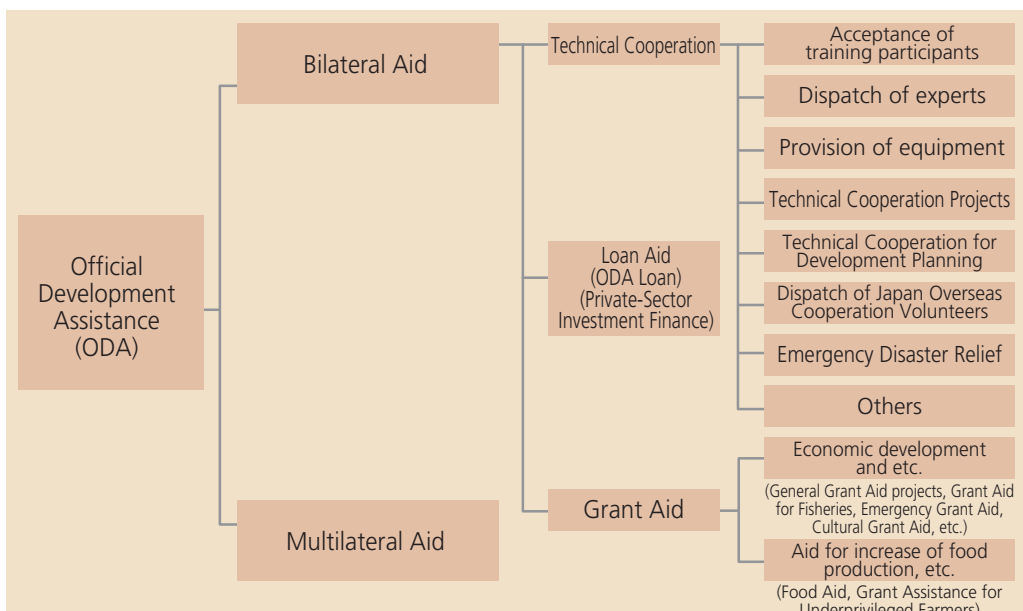 Official
Development
Assistance
(ODA)
Bilateral Aid
Multilateral Aid
Technical Cooperation
Loan Aid
(ODA Loan)
(Private-Sector
Investment Finance)
Grant Aid
Acceptance of
training participants
Dispatch of experts
Provision of equipment
Technical Cooperation Projects
Technical Cooperation for
Development Planning
Dispatch of Japan Overseas
Cooperation Volunteers
Emergency Disaster Relief
Others
Economic development
and etc.
(General Grant Aid projects, Grant Aid
for Fisheries, Emergency Grant Aid,
Cultural Grant Aid, etc.)
Aid for increase of food
production, etc.
(Food Aid, Grant Assistance for
Underprivileged Farmers)